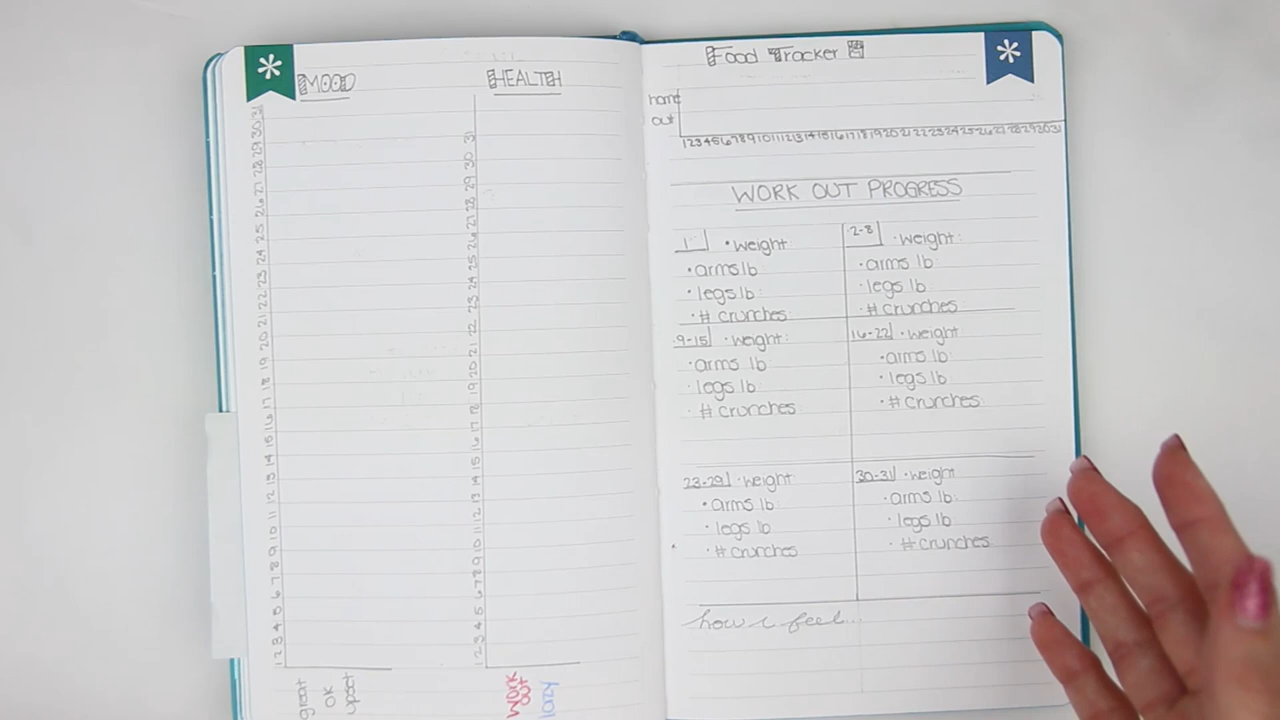 MOOD
1 2 3 4 5 6 7 8 9 10 11 12 13 14 15 16 17 18 19 20 21 22 23 24 25 26 27 28 29 30 31
great
OK
upset
HEALTH
1 2 3 4 5 6 7 8 9 10 11 12 13 14 15 16 17 18 19 20 21 22 23 24 25 26 27 28 29 30 31
WORK
OUT
lazy
Food Tracker
home
out
1 2 3 4 5 6 7 8 9 10 11 12 13 14 15 16 17 18 19 20 21 22 23 24 25 26 27 28 29 30 31
WORK OUT PROGRESS
1 • weight:
• arms lb:
• legs lb:
• # crunches:
2-8 • weight:
• arms lb:
• legs lb:
• # crunches
9-15 • weight:
• arms lb
• legs lb
• # crunches
16-22 • weight
• arms lb
• legs lb
• # crunches
23-29 • weight
• arms lb
• legs lb
• # crunches
30-31 • weight
• arms lb
• legs lb
• # crunches
how i feel...